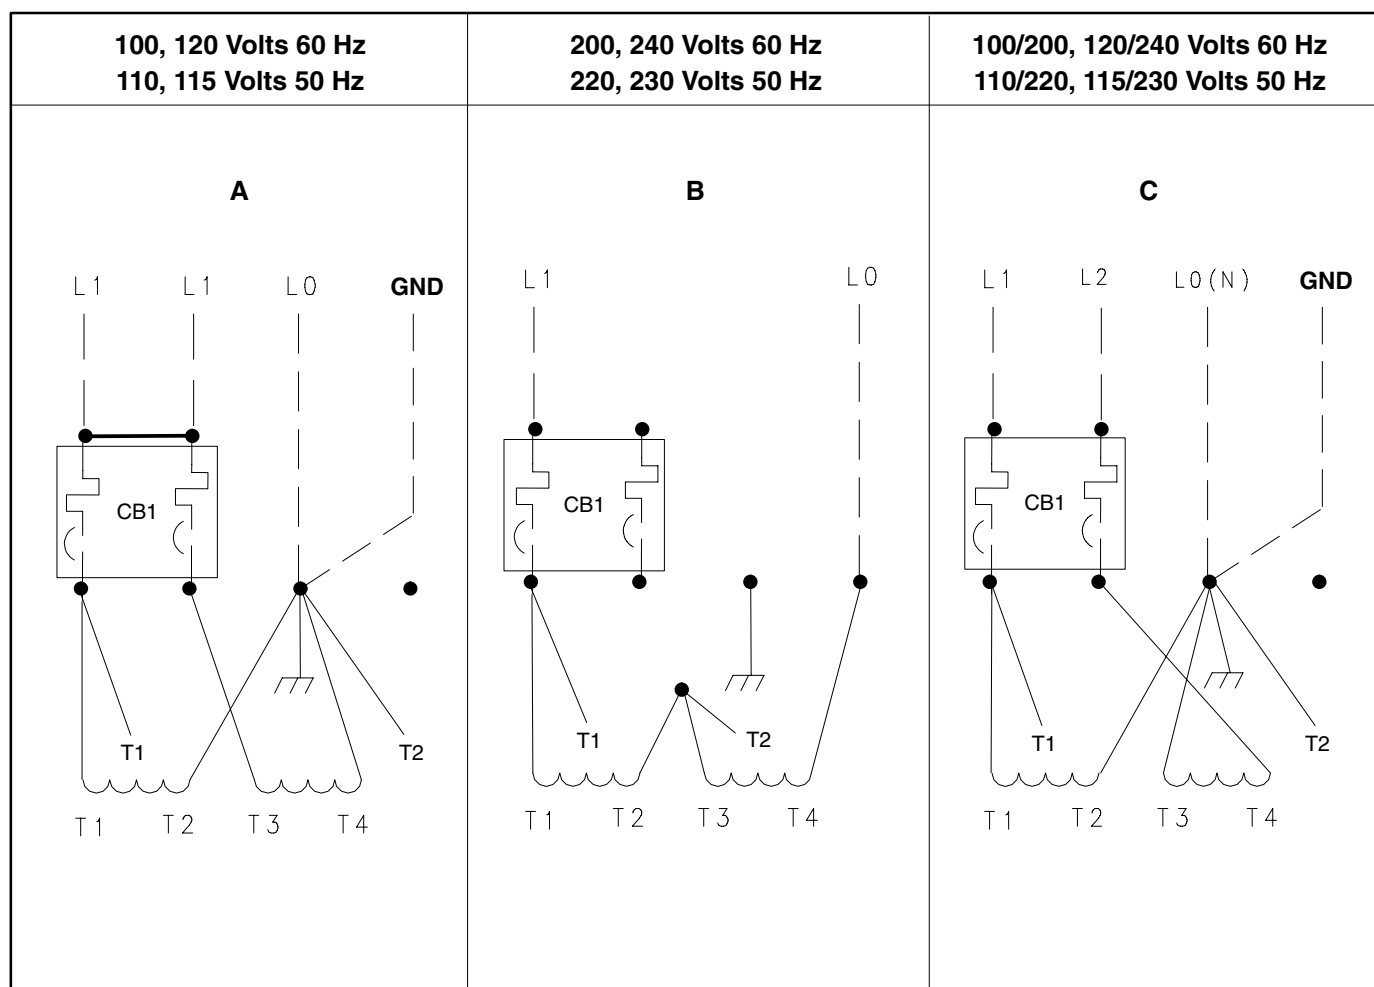 100, 120 Volts 60 Hz
110, 115 Volts 50 Hz
200, 240 Volts 60 Hz
220, 230 Volts 50 Hz
100/200, 120/240 Volts 60 Hz
110/220, 115/230 Volts 50 Hz
A
L1 L1 L0 GND
CB1
T1 T2
T1 T2 T3 T4
B
L1 L0
CB1
T1 T2
T1 T2 T3 T4
C
L1 L2 L0(N) GND
CB1
T1 T2
T1 T2 T3 T4